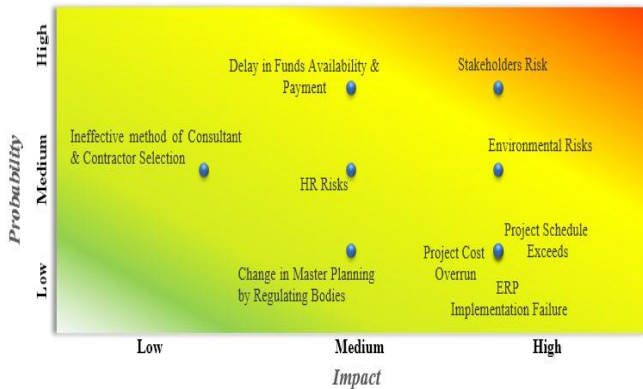 High
Medium
Low
Probability
Delay in Funds Availability &
Payment
Stakeholders Risk
Ineffective method of Consultant
& Contractor Selection
HR Risks
Environmental Risks
Change in Master Planning
by Regulating Bodies
Project Cost
Overrun
Project Schedule
Exceeds
ERP
Implementation Failure
Low
Medium
High
Impact